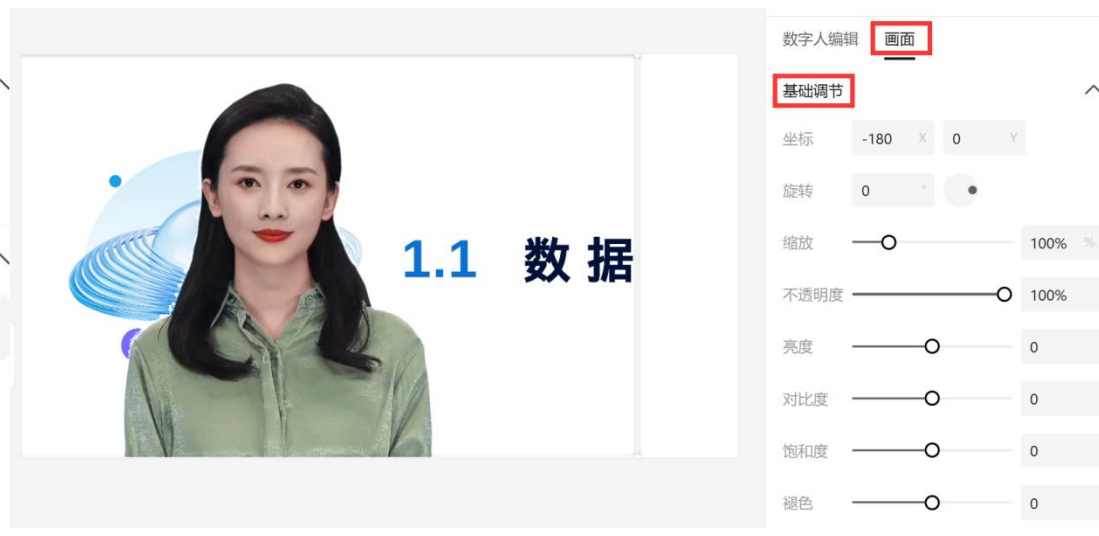 1.1 数据
数字人编辑 画面
基础调节
坐标 -180 X 0 Y
旋转 0 °
缩放 100% %
不透明度 100%
亮度 0
对比度 0
饱和度 0
褪色 0